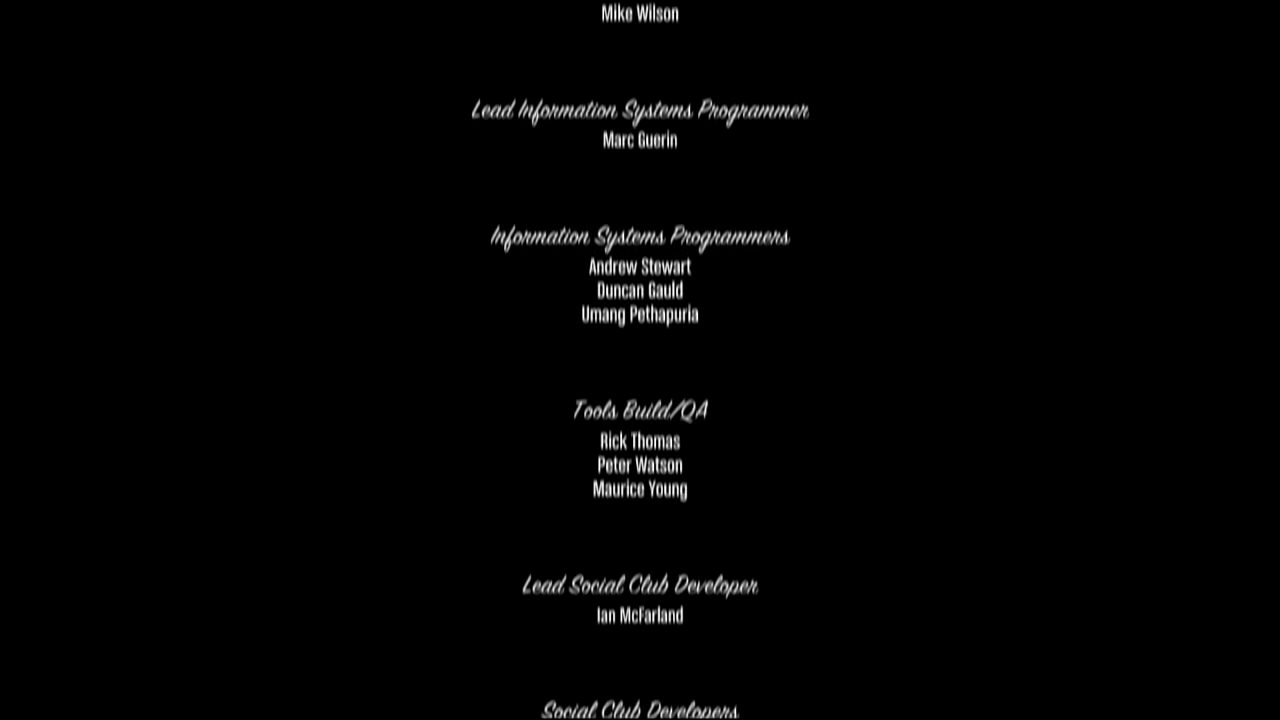 Mike Wilson
Lead Information Systems Programmer
Marc Guerin
Information Systems Programmers
Andrew Stewart
Duncan Gauld
Umang Pethapuria
Tools Build/QA
Rick Thomas
Peter Watson
Maurice Young
Lead Social Club Developer
Ian McFarland
Social Club Developers